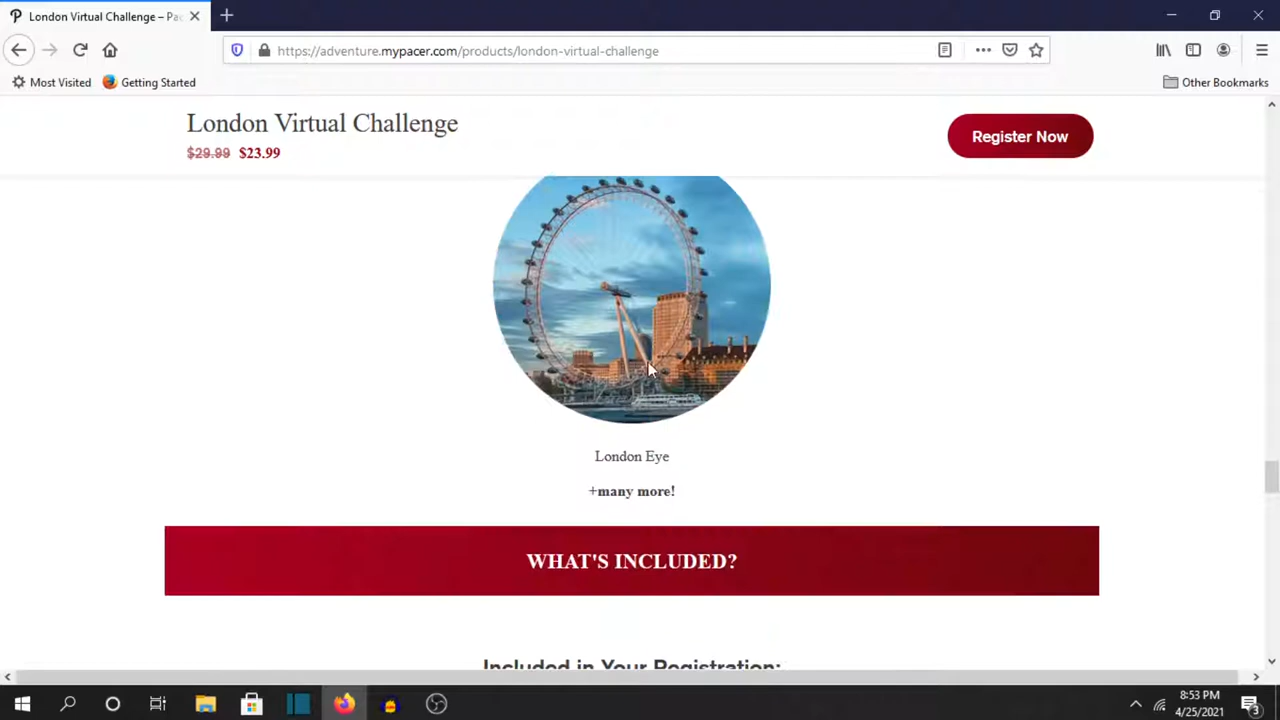 London Virtual Challenge – Pac
https://adventure.mypacer.com/products/london-virtual-challenge
Most Visited
Getting Started
Other Bookmarks
London Virtual Challenge
$29.99 $23.99
Register Now
London Eye
+many more!
WHAT'S INCLUDED?
Included in Your Registration:
8:53 PM
4/25/2021
3